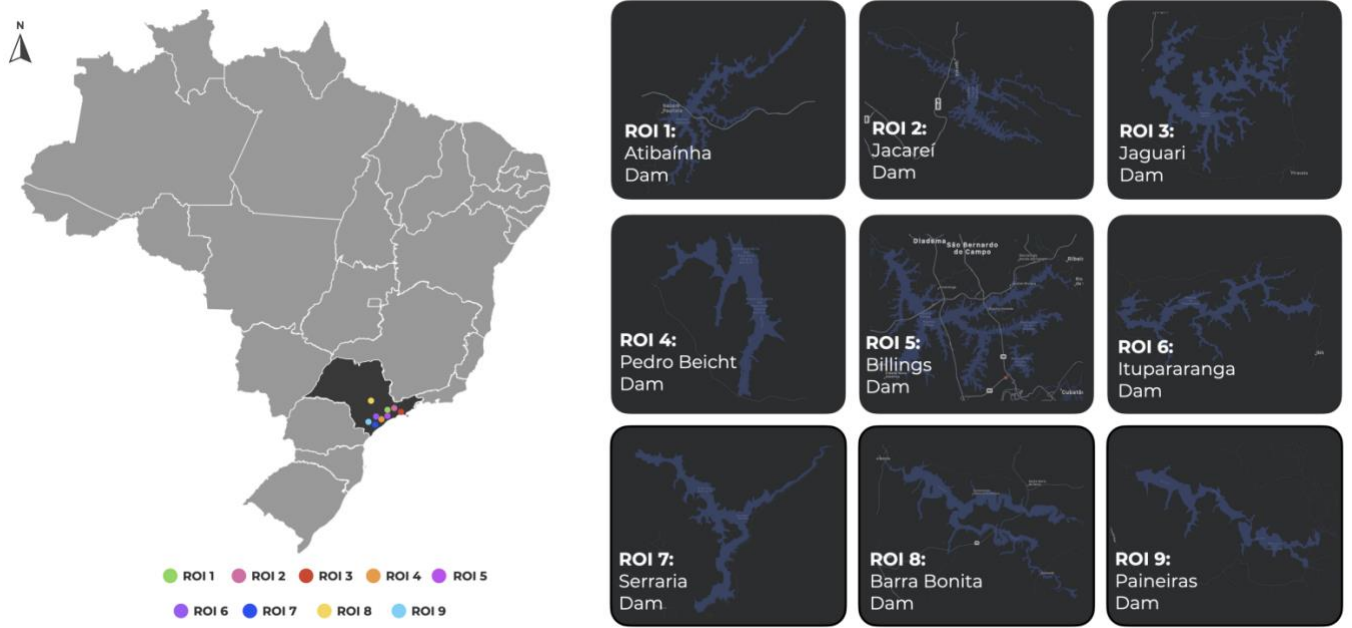 N
ROI 1
ROI 2
ROI 3
ROI 4
ROI 5
ROI 6
ROI 7
ROI 8
ROI 9
ROI 1:
Atibaínha
Dam
ROI 2:
Jacareí
Dam
ROI 3:
Jaguari
Dam
ROI 4:
Pedro Beicht
Dam
Diadema
São Bernardo
do Campo
ROI 5:
Billings
Dam
ROI 6:
Itupararanga
Dam
ROI 7:
Serraria
Dam
ROI 8:
Barra Bonita
Dam
ROI 9:
Paineiras
Dam